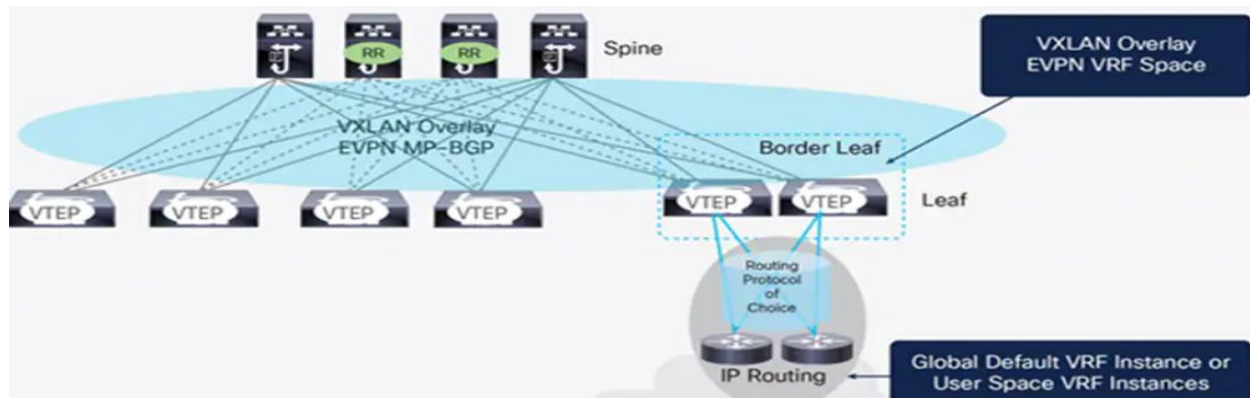 RR
RR
Spine
VXLAN Overlay
EVPN VRF Space
VXLAN Overlay
EVPN MP-BGP
Border Leaf
VTEP
VTEP
VTEP
VTEP
VTEP
VTEP
Leaf
Routing
Protocol
of
Choice
IP Routing
Global Default VRF Instance or
User Space VRF Instances